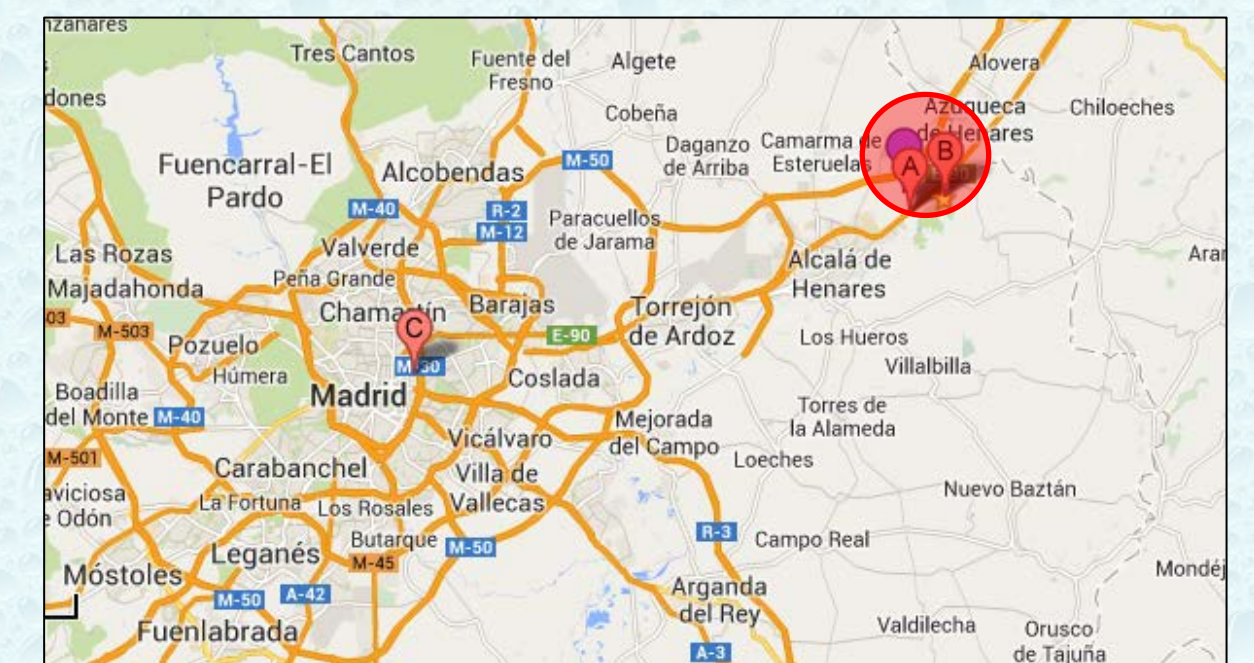 nzanares
Tres Cantos
Fuente del
Fresno
Algete
Alovera
dones
Cobeña
Azuqueca
de Henares
Chiloeches
Fuencarral-El
Pardo
Alcobendas
M-50
Daganzo
de Arriba
Camarma de
Esteruelas
B
A
M-40
R-2
M-12
Paracuellos
de Jarama
Las Rozas
Valverde
Alcalá de
Henares
Arar
Majadahonda
Peña Grande
Chamartín
Barajas
Torrejón
de Ardoz
03
M-503
C
E-90
Los Hueros
Pozuelo
Húmera
M-30
Villalbilla
Boadilla
del Monte
M-40
Madrid
Coslada
Torres de
la Alameda
Mejorada
del Campo
M-501
Vicálvaro
Loeches
Carabanchel
Villa de
Vallecas
Nuevo Baztán
aviciosa
e Odón
La Fortuna
Los Rosales
R-3
Campo Real
Butarque
M-50
Leganés
M-45
Móstoles
Mondéj
M-50
A-42
Arganda
del Rey
Fuenlabrada
Valdilecha
Orusco
de Tajuña
A-3